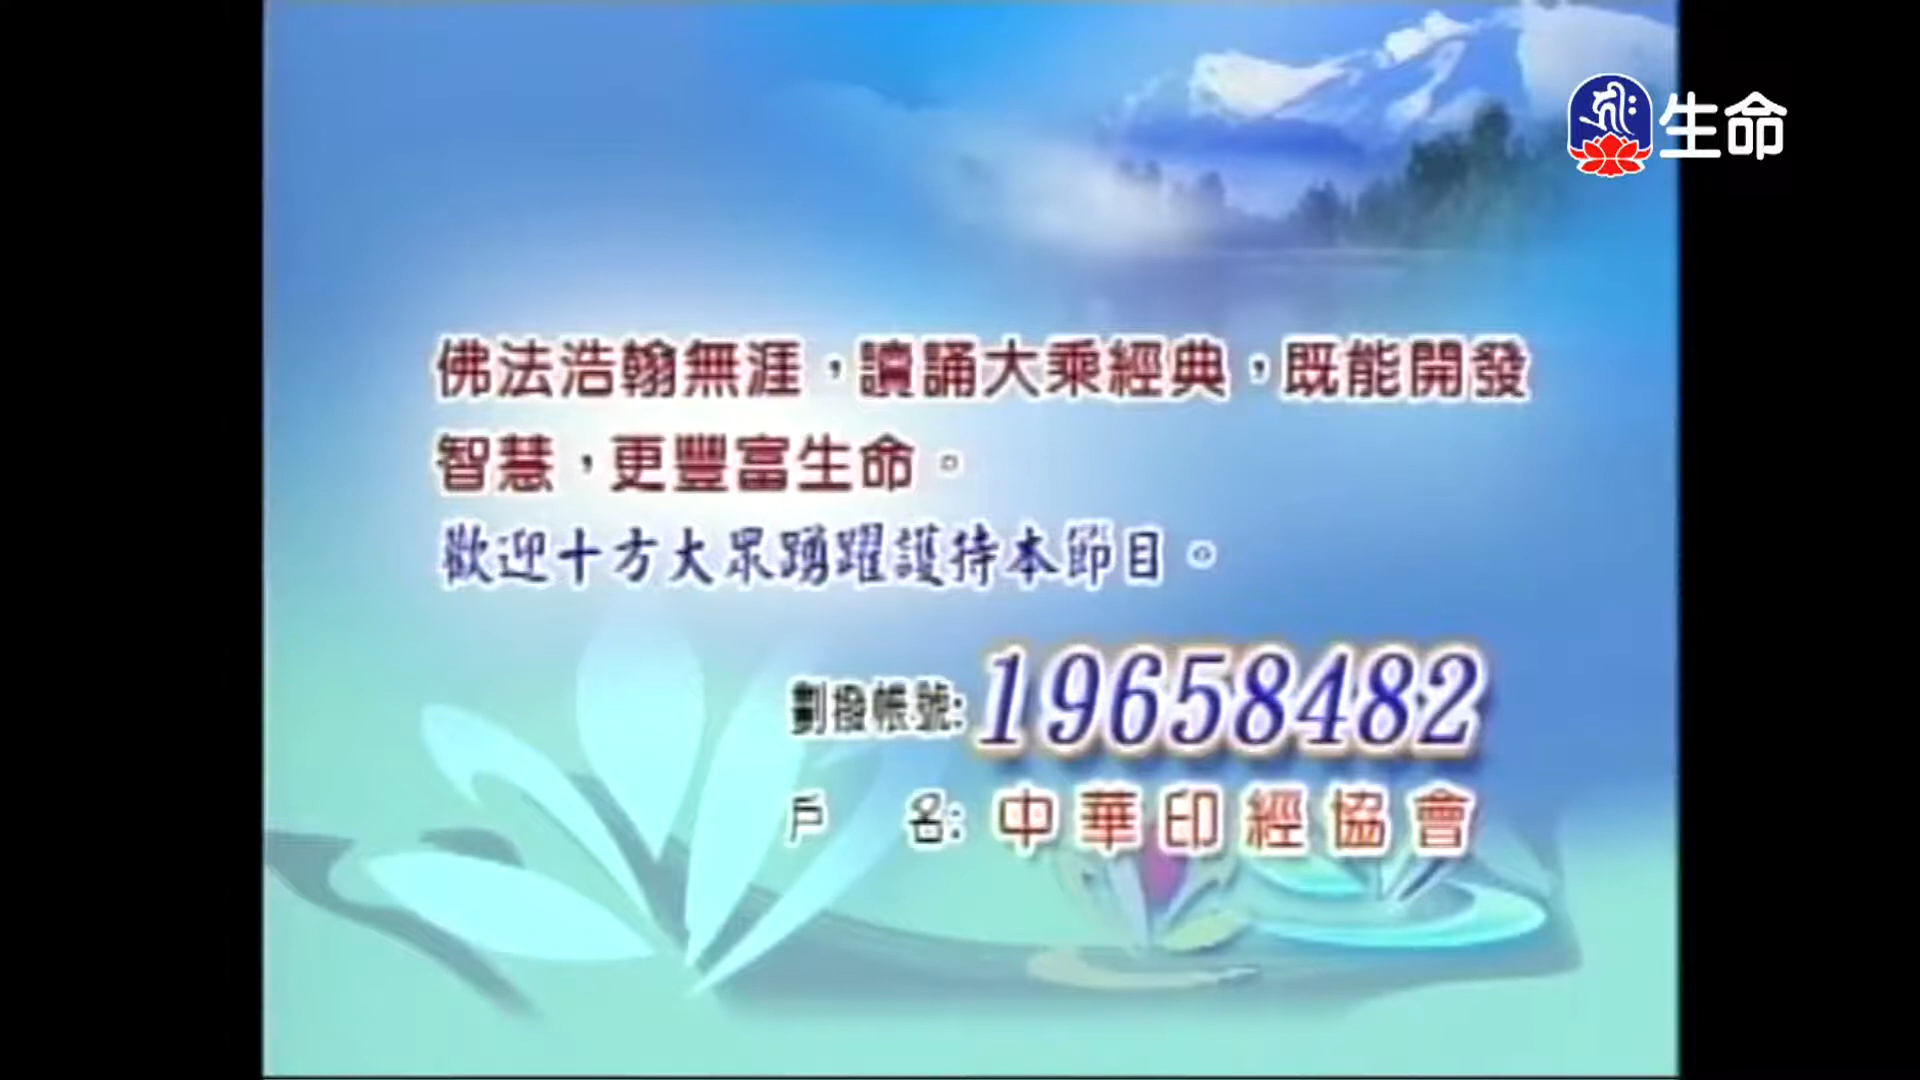 生命
佛法浩翰無涯，讀誦大乘經典，既能開發
智慧，更豐富生命。
歡迎十方大眾踴躍護持本節目。
劃撥帳號:19658482
戶 名:中華印經協會